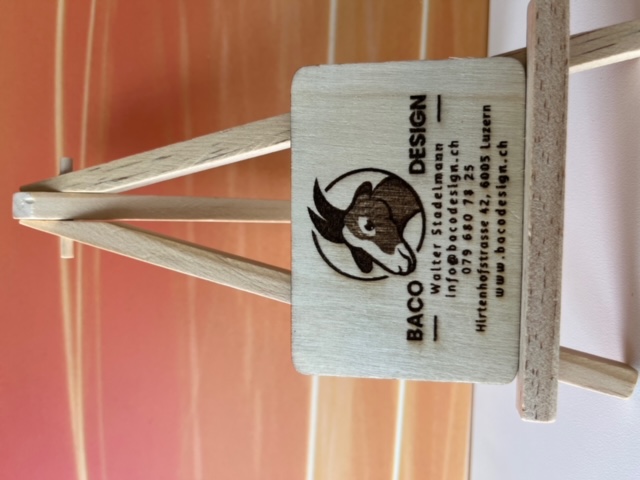 BACO DESIGN
Walter Stadelmann
Info@bacodesign.ch
079 680 78 25
Hirtenhofstrasse 42, 6005 Luzern
www.bacodesign.ch